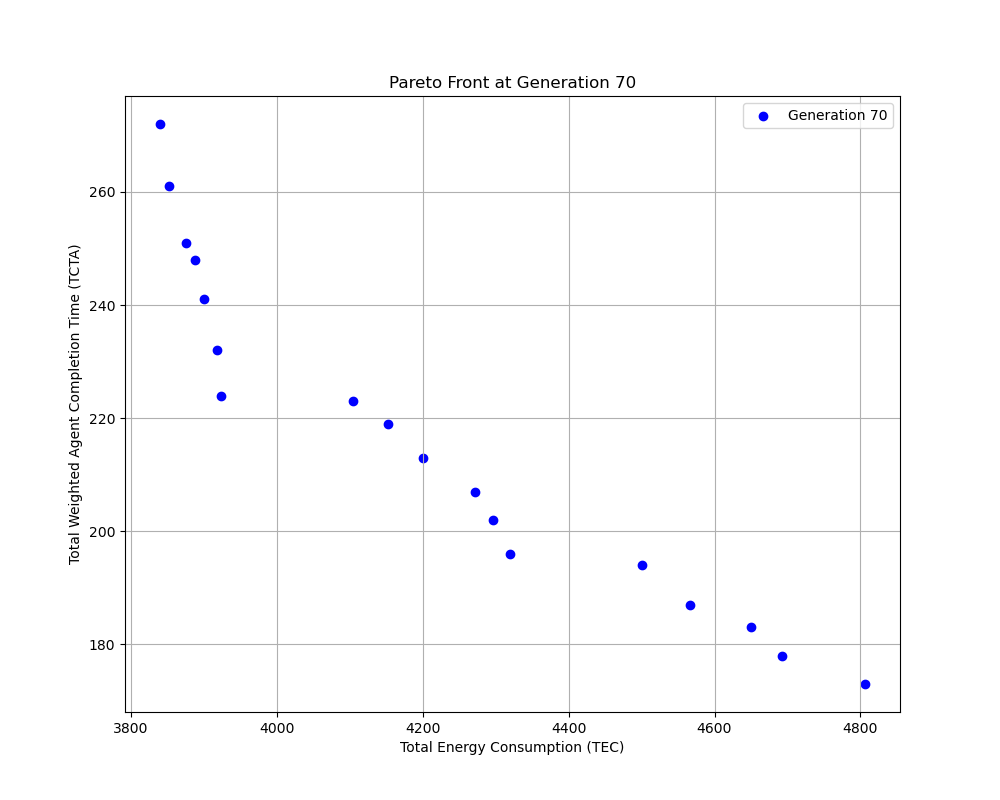 Pareto Front at Generation 70
Generation 70
Total Weighted Agent Completion Time (TCTA)
260
240
220
200
180
3800 4000 4200 4400 4600 4800
Total Energy Consumption (TEC)